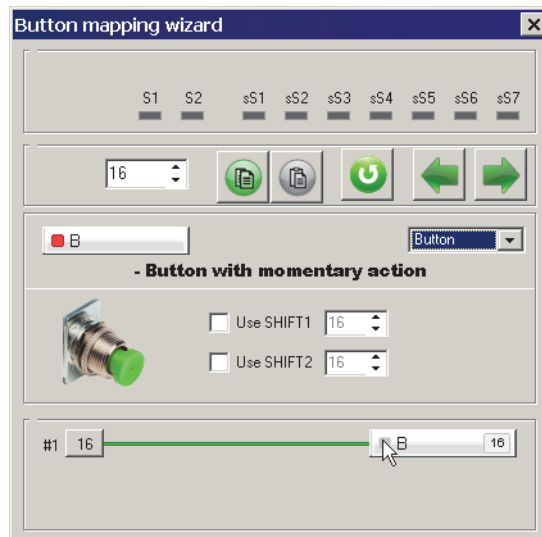 Button mapping wizard
S1 S2 sS1 sS2 sS3 sS4 sS5 sS6 sS7
16
B Button
- Button with momentary action
Use SHIFT1 16
Use SHIFT2 16
#1 16 B 16